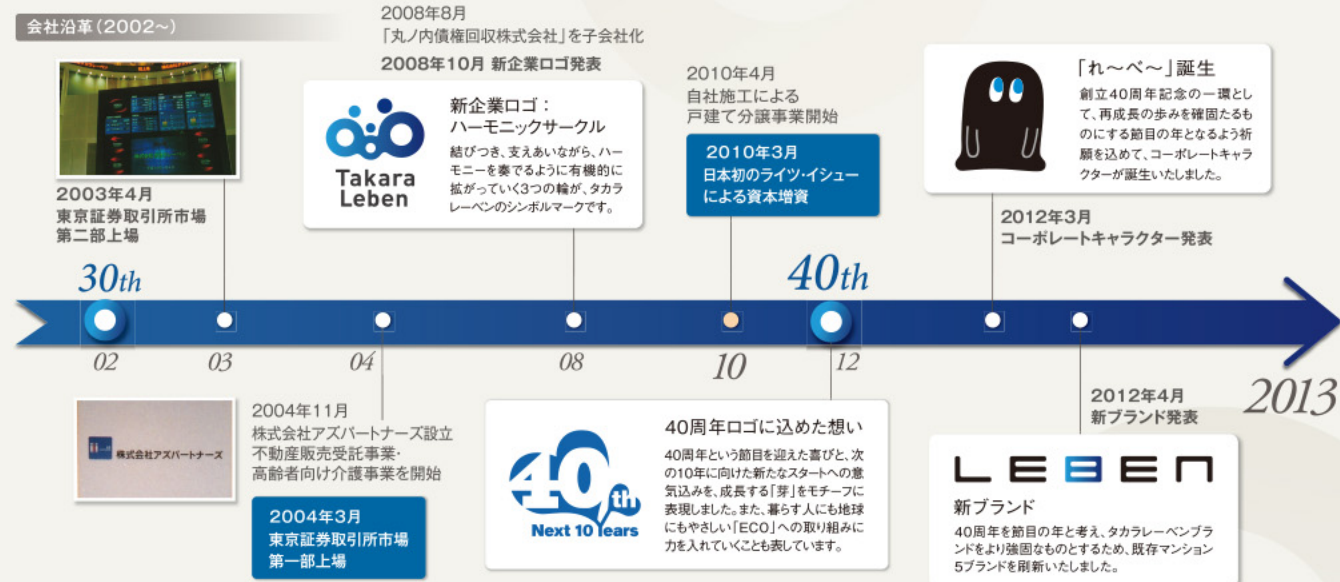 会社沿革(2002〜)
2003年4月
東京証券取引所市場
第二部上場
2008年8月
「丸ノ内債権回収株式会社」を子会社化
2008年10月 新企業ロゴ発表
Takara
Leben
新企業ロゴ：
ハーモニックサークル
結びつき、支えあいながら、ハー
モニーを奏でるように有機的に
拡がっていく3つの輪が、タカラ
レーベンのシンボルマークです。
2010年4月
自社施工による
戸建て分譲事業開始
2010年3月
日本初のライツ・イシュー
による資本増資
「れ〜べ〜」誕生
創立40周年記念の一環とし
て、再成長の歩みを確固たるも
のにする節目の年となるよう祈
願を込めて、コーポレートキャラ
クターが誕生いたしました。
2012年3月
コーポレートキャラクター発表
30th
40th
02
03
04
08
10
12
2013
株式会社アズパートナーズ
2004年11月
株式会社アズパートナーズ設立
不動産販売受託事業・
高齢者向け介護事業を開始
2004年3月
東京証券取引所市場
第一部上場
40th
Next 10 Years
40周年ロゴに込めた想い
40周年という節目を迎えた喜びと、次
の10年に向けた新たなスタートへの意
気込みを、成長する「芽」をモチーフに
表現しました。また、暮らす人にも地球
にもやさしい「ECO」への取り組みに
力を入れていくことも表しています。
2012年4月
新ブランド発表
LEBEN
新ブランド
40周年を節目の年と考え、タカラレーベンブラ
ンドをより強固なものとするため、既存マンション
5ブランドを刷新いたしました。